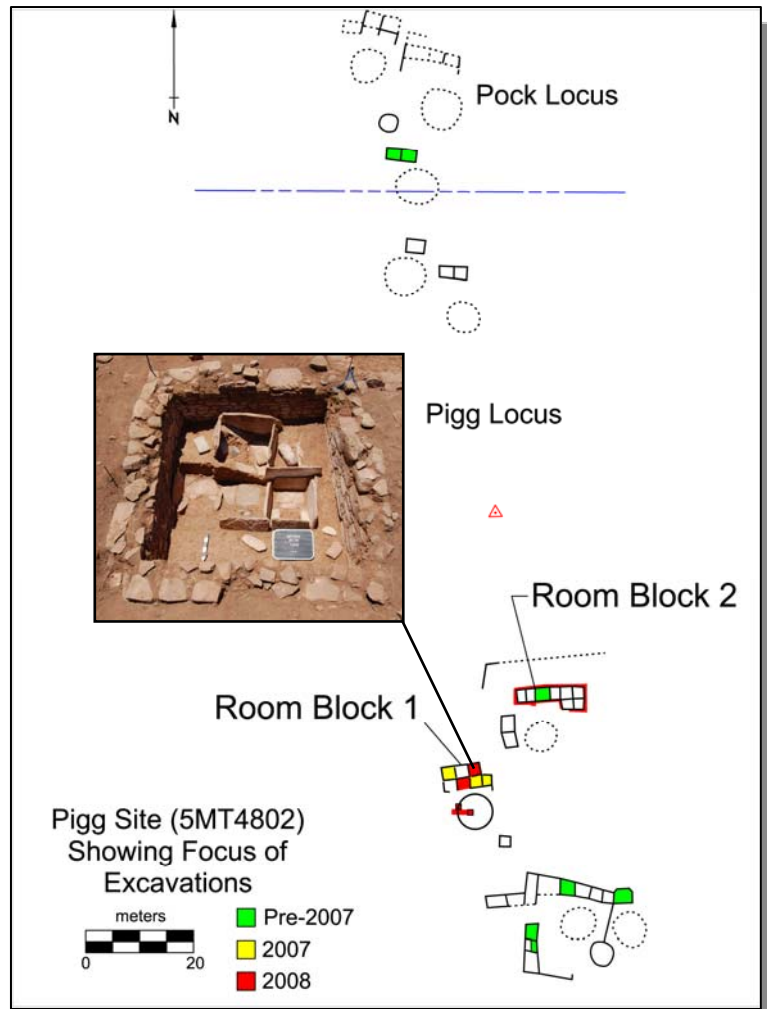 N
Pock Locus
Pigg Locus
Room Block 2
Room Block 1
Pigg Site (5MT4802)
Showing Focus of
Excavations
meters
0 20
Pre-2007
2007
2008